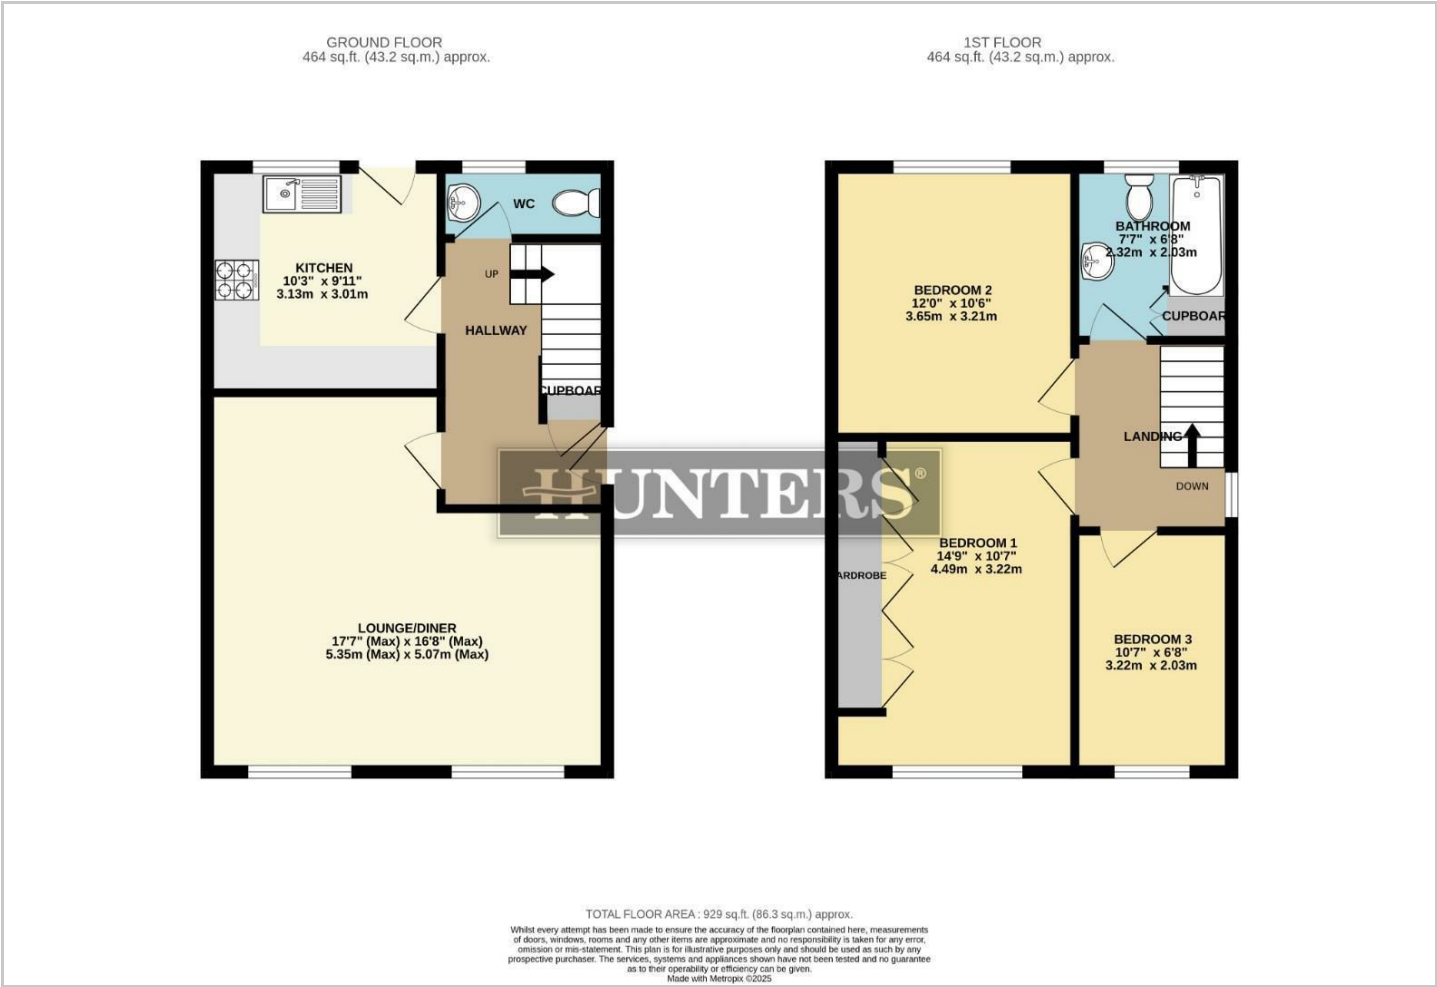 GROUND FLOOR
464 sq.ft. (43.2 sq.m.) approx.
1ST FLOOR
464 sq.ft. (43.2 sq.m.) approx.
WC
KITCHEN
10'3" x 9'11"
3.13m x 3.01m
UP
HALLWAY
CUPBOAR
LOUNGE/DINER
17'7" (Max) x 16'8" (Max)
5.35m (Max) x 5.07m (Max)
HUNTERS®
BATHROOM
7'7" x 6'8"
2.32m x 2.03m
BEDROOM 2
12'0" x 10'6"
3.65m x 3.21m
CUPBOAR
LANDING
DOWN
BEDROOM 1
14'9" x 10'7"
4.49m x 3.22m
ARDROBE
BEDROOM 3
10'7" x 6'8"
3.22m x 2.03m
TOTAL FLOOR AREA : 929 sq.ft. (86.3 sq.m.) approx.
Whilst every attempt has been made to ensure the accuracy of the floorplan contained here, measurements
of doors, windows, rooms and any other items are approximate and no responsibility is taken for any error,
omission or mis-statement. This plan is for illustrative purposes only and should be used as such by any
prospective purchaser. The services, systems and appliances shown have not been tested and no guarantee
as to their operability or efficiency can be given.
Made with Metropix ©2025